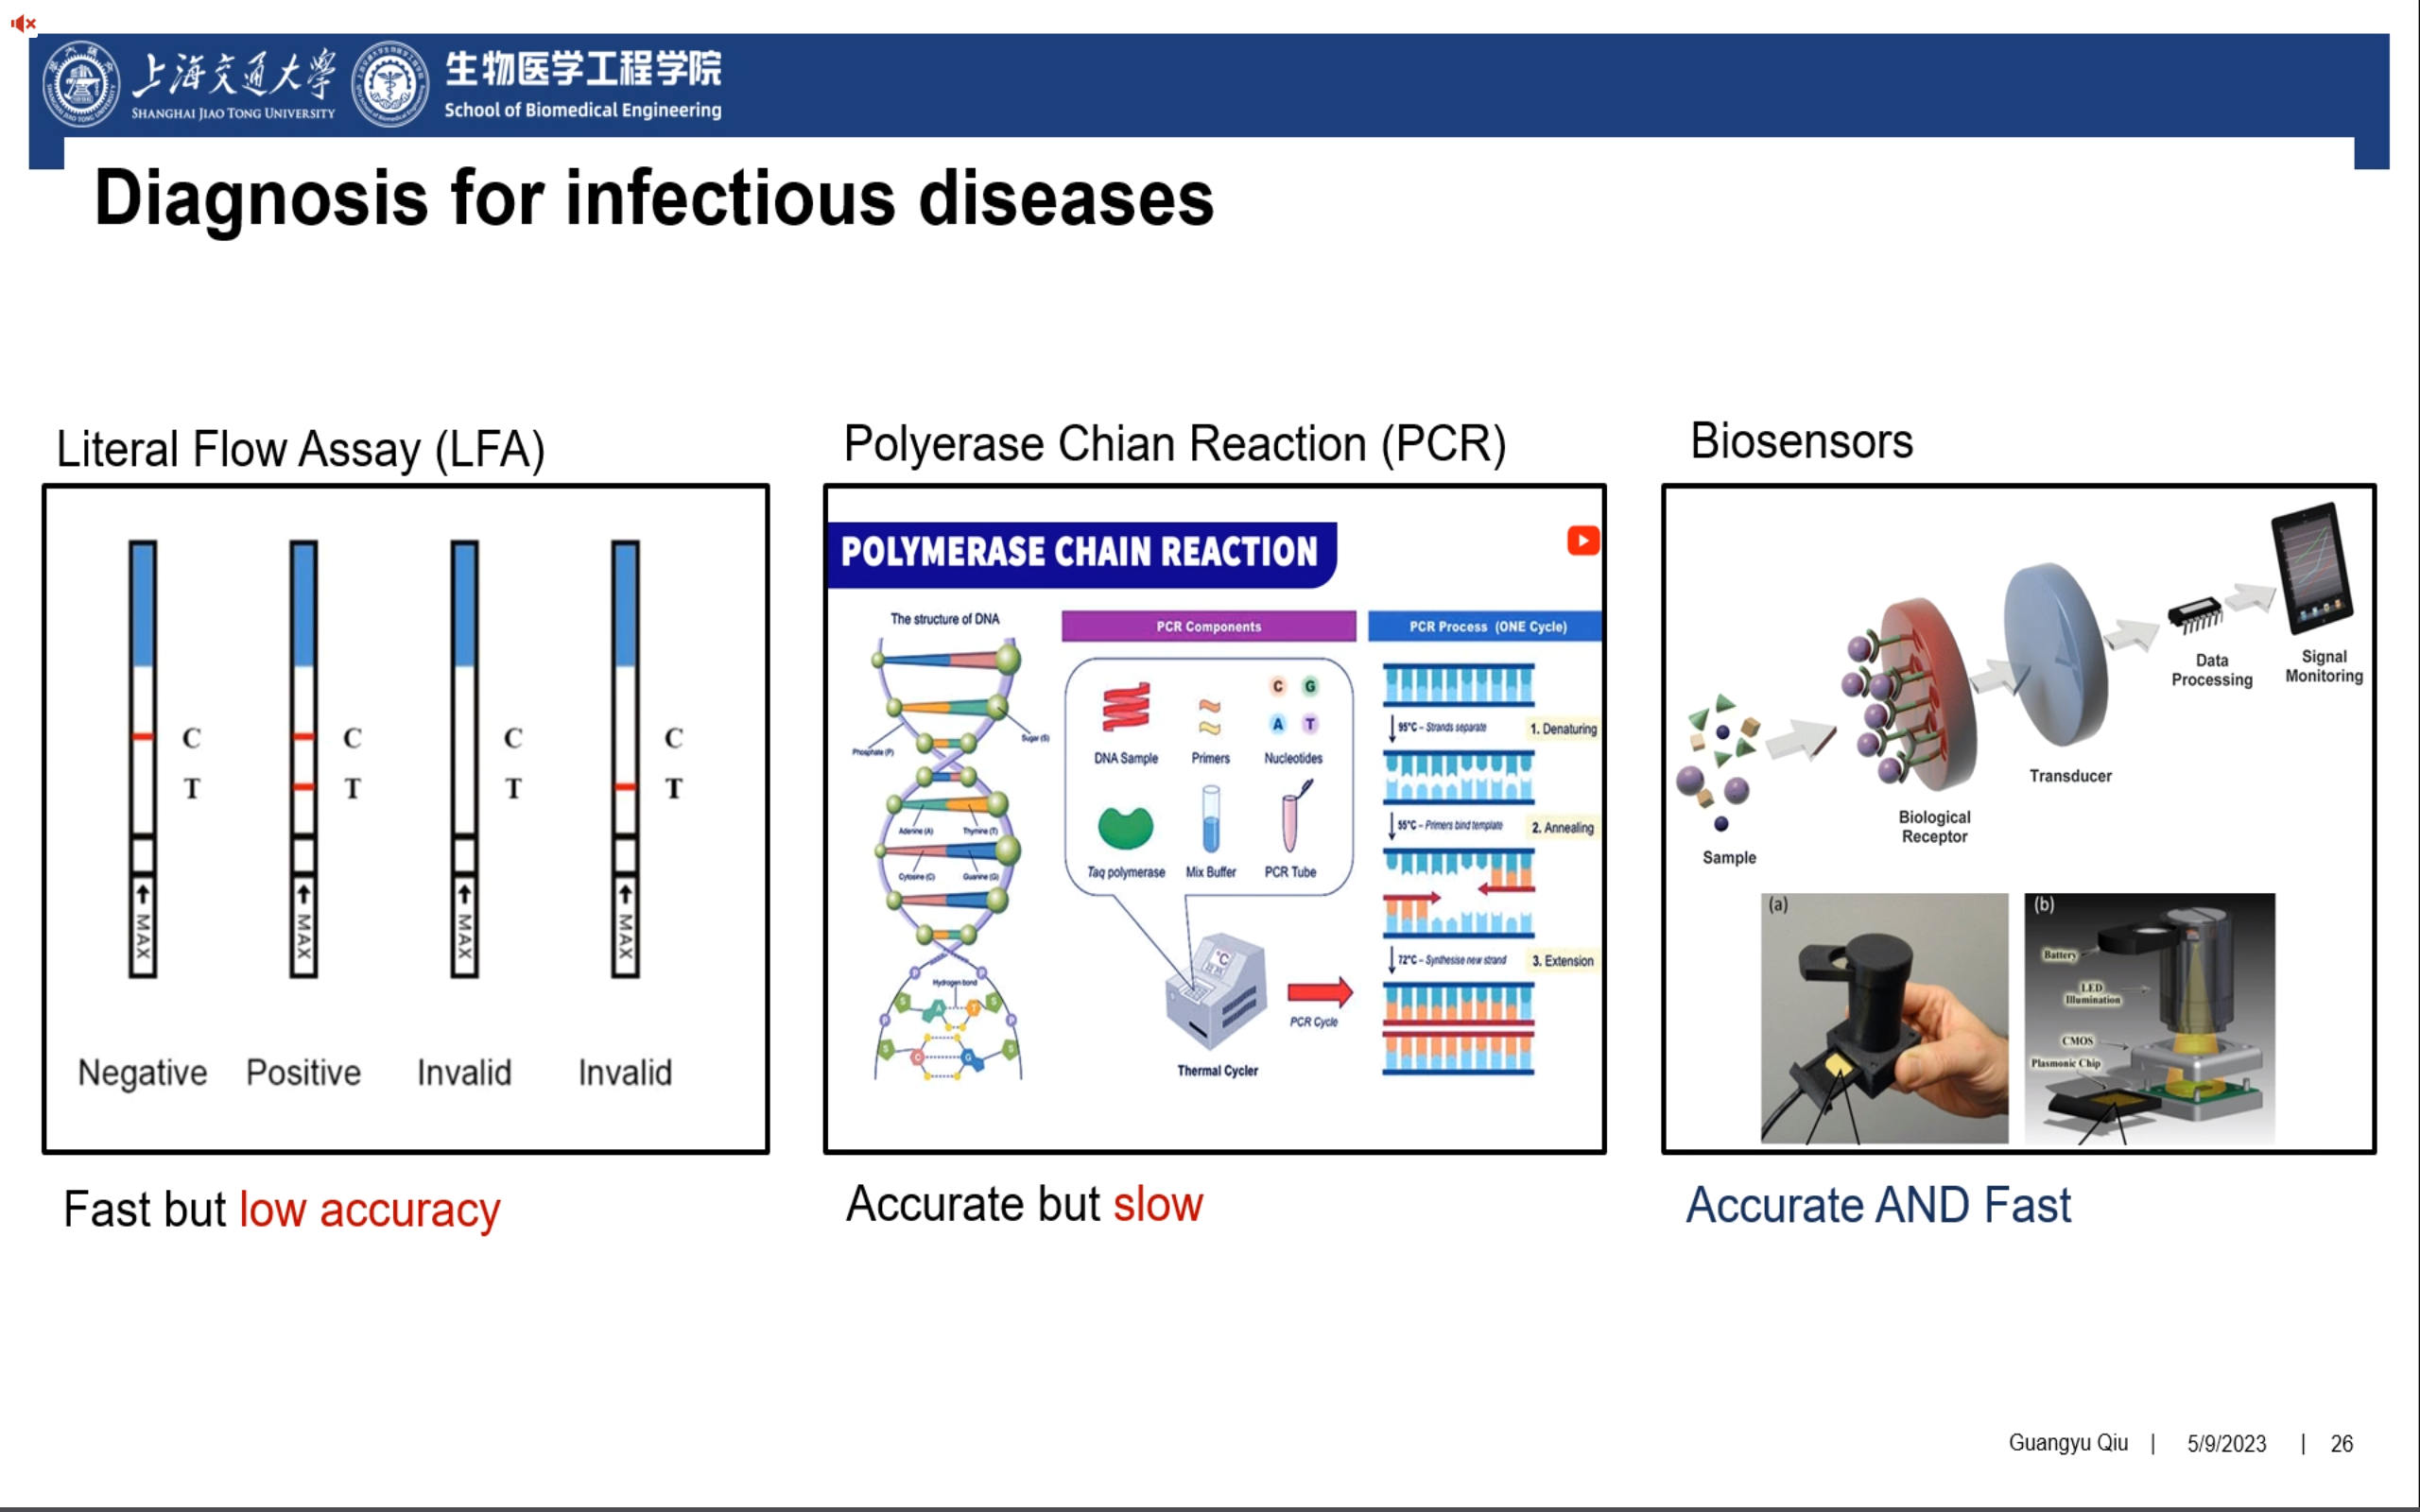 上海交通大学
SHANGHAI JIAO TONG UNIVERSITY
生物医学工程学院
School of Biomedical Engineering
Diagnosis for infectious diseases
Literal Flow Assay (LFA)
C
T
MAX
C
T
MAX
C
T
MAX
C
T
MAX
Negative
Positive
Invalid
Invalid
Fast but low accuracy
Polyerase Chian Reaction (PCR)
POLYMERASE CHAIN REACTION
The structure of DNA
Phosphate (P)
Sugar (S)
Adenine (A)
Thymine (T)
Cytosine (C)
Guanine (G)
Hydrogen bond
P
P
S
A
T
S
P
P
S
C
G
S
PCR Components
C
G
A
T
DNA Sample
Primers
Nucleotides
Taq polymerase
Mix Buffer
PCR Tube
°C
Thermal Cycler
PCR Cycle
PCR Process (ONE Cycle)
95°C – Strands separate
1. Denaturing
55°C – Primers bind template
2. Annealing
72°C – Synthesise new strand
3. Extension
Accurate but slow
Biosensors
Sample
Biological
Receptor
Transducer
Data
Processing
Signal
Monitoring
(a)
(b)
Battery
LED
Illumination
CMOS
Plasmonic Chip
Accurate AND Fast
Guangyu Qiu | 5/9/2023 | 26